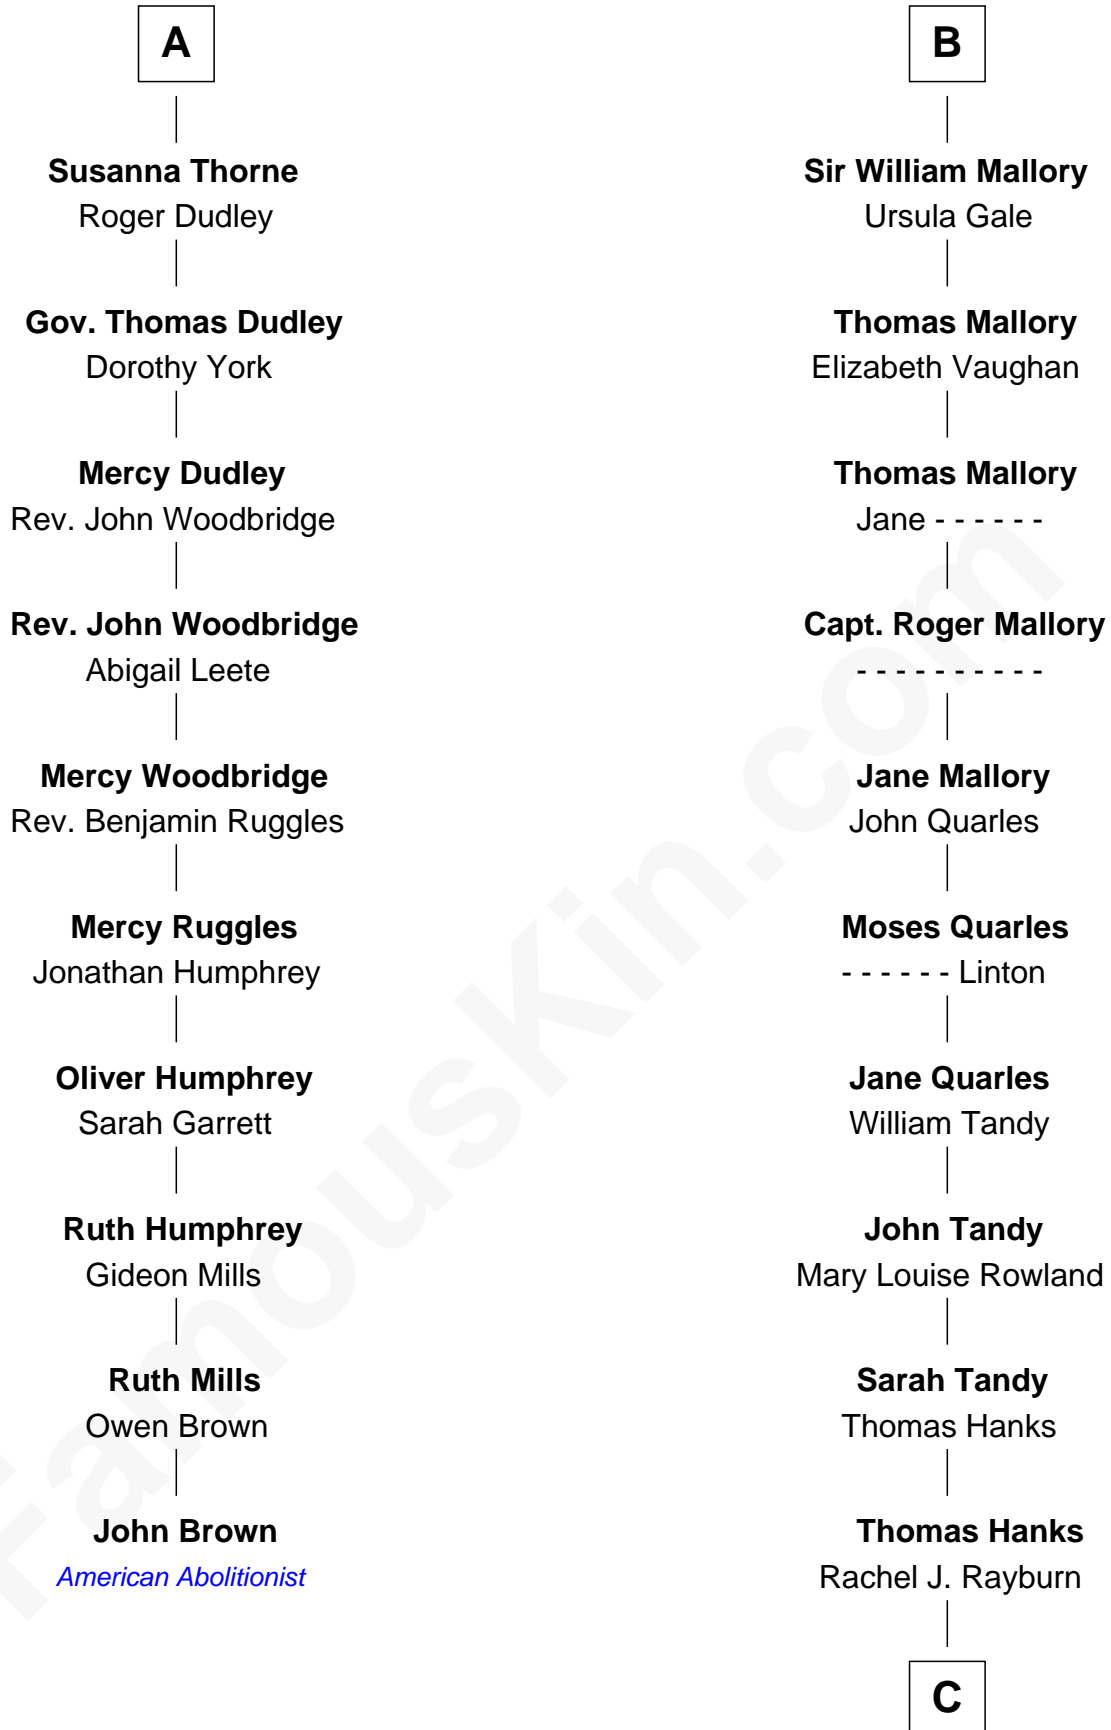 A
Susanna Thorne
Roger Dudley
Gov. Thomas Dudley
Dorothy York
Mercy Dudley
Rev. John Woodbridge
Rev. John Woodbridge
Abigail Leete
Mercy Woodbridge
Rev. Benjamin Ruggles
Mercy Ruggles
Jonathan Humphrey
Oliver Humphrey
Sarah Garrett
Ruth Humphrey
Gideon Mills
Ruth Mills
Owen Brown
John Brown
American Abolitionist
B
Sir William Mallory
Ursula Gale
Thomas Mallory
Elizabeth Vaughan
Thomas Mallory
Jane - - - - - -
Capt. Roger Mallory
- - - - - - - - - -
Jane Mallory
John Quarles
Moses Quarles
- - - - - - Linton
Jane Quarles
William Tandy
John Tandy
Mary Louise Rowland
Sarah Tandy
Thomas Hanks
Thomas Hanks
Rachel J. Rayburn
C
FamousKin.com